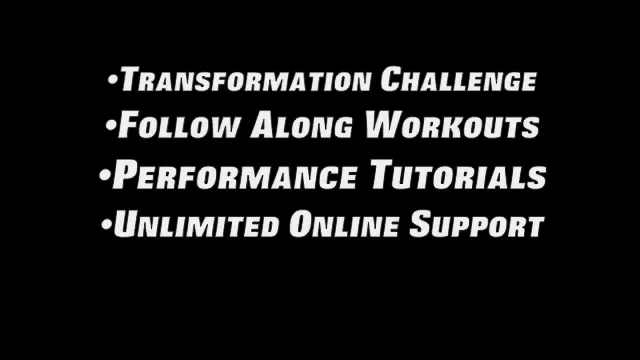 •Transformation Challenge
•Follow Along Workouts
•Performance Tutorials
•Unlimited Online Support